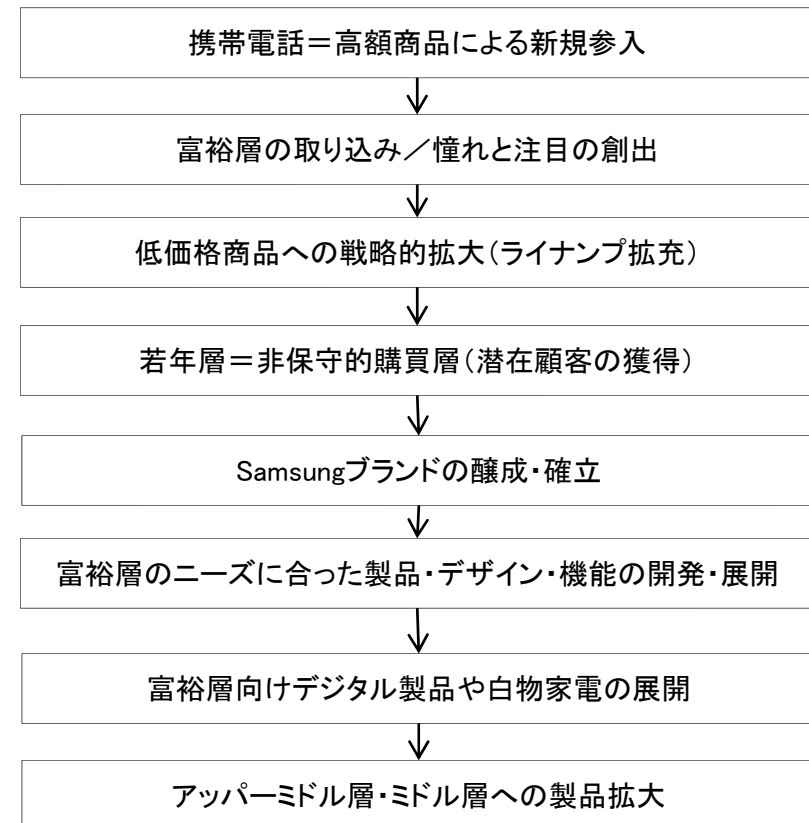 携帯電話＝高額商品による新規参入
富裕層の取り込み／憧れと注目の創出
低価格商品への戦略的拡大（ライナンプ拡充）
若年層＝非保守的購買層（潜在顧客の獲得）
Samsungブランドの醸成・確立
富裕層のニーズに合った製品・デザイン・機能の開発・展開
富裕層向けデジタル製品や白物家電の展開
アッパーミドル層・ミドル層への製品拡大